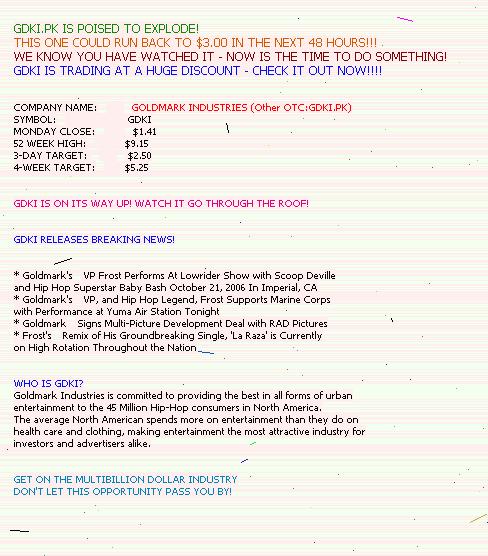 GDKI.PK IS POISED TO EXPLODE!
THIS ONE COULD RUN BACK TO $3.00 IN THE NEXT 48 HOURS!!! .
WE KNOW YOU HAVE WATCHED IT - NOW IS THE TIME TO DO SOMETHING!
GDKI IS TRADING AT A HUGE DISCOUNT - CHECK IT OUT NOW!!!!
COMPANY NAME: GOLDMARK INDUSTRIES (Other OTC:GDKI.PK)
SYMBOL: GDKI
MONDAY CLOSE: $1.41
52 WEEK HIGH: $9.15
3-DAY TARGET: $2.50
4-WEEK TARGET: $5.25
GDKI IS ON ITS WAY UP! WATCH IT GO THROUGH THE ROOF!
GDKI RELEASES BREAKING NEWS!
* Goldmark's VP Frost Performs At Lowrider Show with Scoop Deville
and Hip Hop Superstar Baby Bash October 21, 2006 In Imperial, CA
* Goldmark's VP, and Hip Hop Legend, Frost Supports Marine Corps
with Performance at Yuma Air Station Tonight
* Goldmark Signs Multi-Picture Development Deal with RAD Pictures
* Frost's Remix of His Groundbreaking Single, 'La Raza' is Currently
on High Rotation Throughout the Nation
WHO IS GDKI?
Goldmark Industries is committed to providing the best in all forms of urban
entertainment to the 45 Million Hip-Hop consumers in North America.
The average North American spends more on entertainment than they do on
health care and clothing, making entertainment the most attractive industry for
investors and advertisers alike.
GET ON THE MULTIBILLION DOLLAR INDUSTRY
DON'T LET THIS OPPORTUNITY PASS YOU BY!